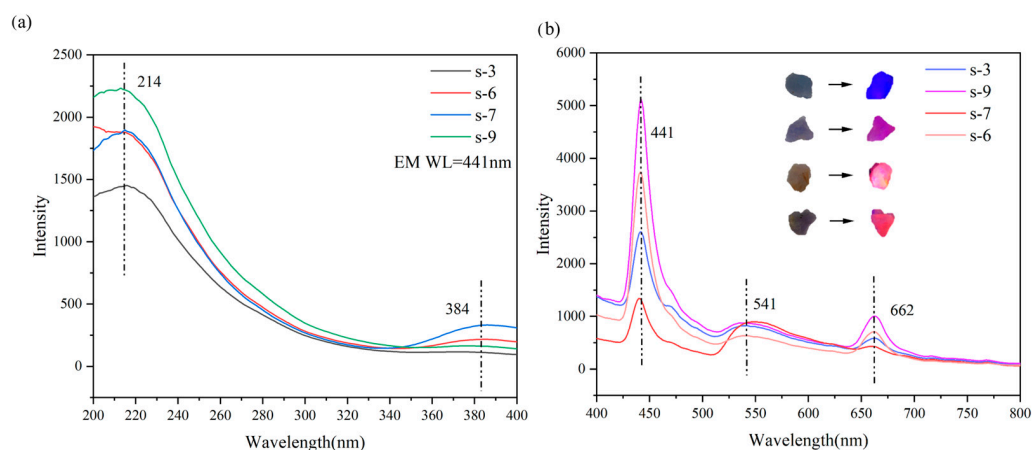 (a)
2500
2000
1500
1000
500
0
200 220 240 260 280 300 320 340 360 380 400
Intensity
Wavelength(nm)
214
384
s-3
s-6
s-7
s-9
EM WL=441nm
(b)
6000
5000
4000
3000
2000
1000
0
400 450 500 550 600 650 700 750 800
Intensity
Wavelength(nm)
441
541
662
s-3
s-9
s-7
s-6